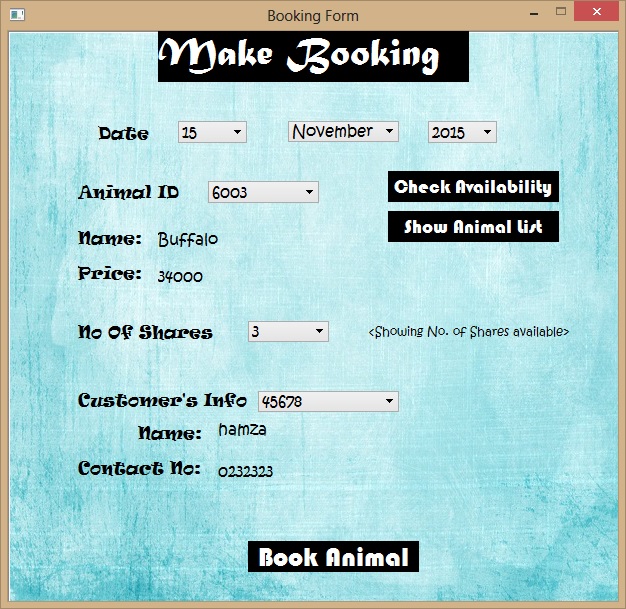 Booking Form
Make Booking
Date 15 November 2015
Animal ID 6003 Check Availability
Show Animal List
Name: Buffalo
Price: 34000
No Of Shares 3 <Showing No. of Shares available>
Customer's Info 45678
Name: hamza
Contact No: 0232323
Book Animal